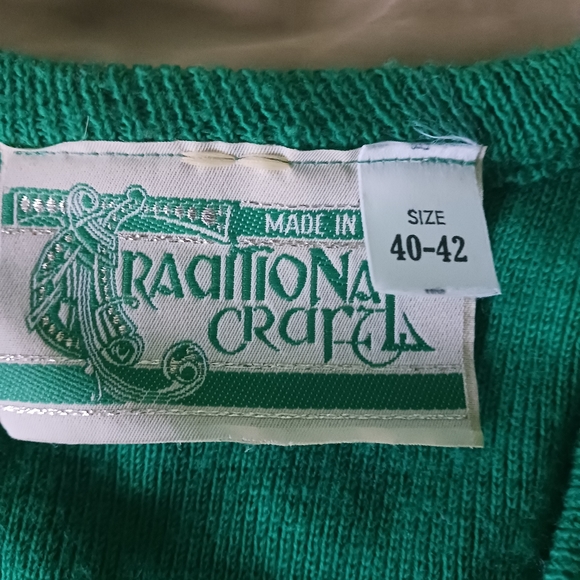 MADE IN
TRADITIONAL
CRAFTS
SIZE
40-42